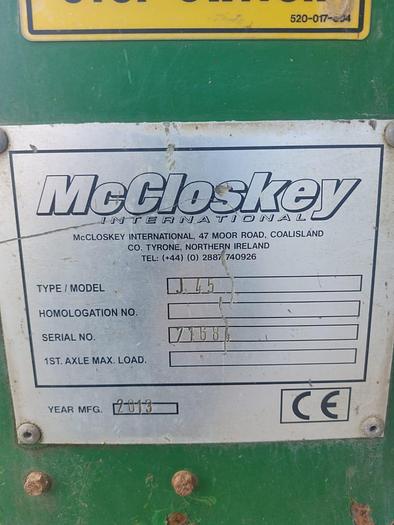 520-017-
McCloskey
INTERNATIONAL
McCLOSKEY INTERNATIONAL, 47 MOOR ROAD, COALISLAND
CO. TYRONE, NORTHERN IRELAND
TEL: (+44) (0) 2887 740926
TYPE / MODEL J 45
HOMOLOGATION NO.
SERIAL NO.
1ST. AXLE MAX. LOAD.
YEAR MFG. 2013
CE